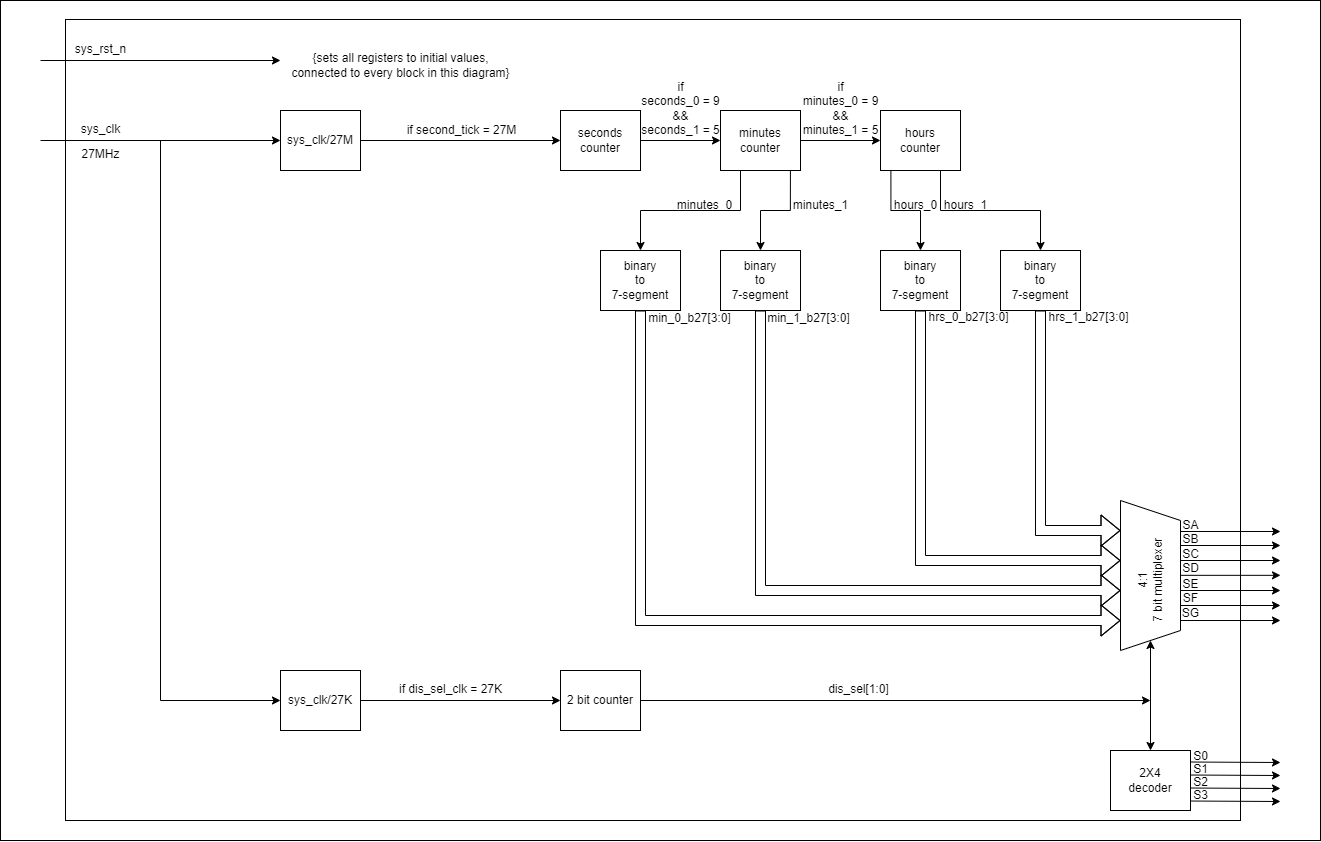 sys_rst_n
{sets all registers to initial values,
connected to every block in this diagram}
sys_clk
27MHz
sys_clk/27M
if second_tick = 27M
seconds
counter
if
seconds_0 = 9
&&
seconds_1 = 5
minutes
counter
if
minutes_0 = 9
&&
minutes_1 = 5
hours
counter
minutes_0
minutes_1
hours_0
hours_1
binary
to
7-segment
binary
to
7-segment
binary
to
7-segment
binary
to
7-segment
min_0_b27[3:0)
min_1_b27[3:0)
hrs_0_b27[3:0)
hrs_1_b27[3:0)
4:1
7 bit multiplexer
SA
SB
SC
SD
SE
SF
SG
sys_clk/27K
if dis_sel_clk = 27K
2 bit counter
dis_sel[1:0]
2X4
decoder
S0
S1
S2
S3